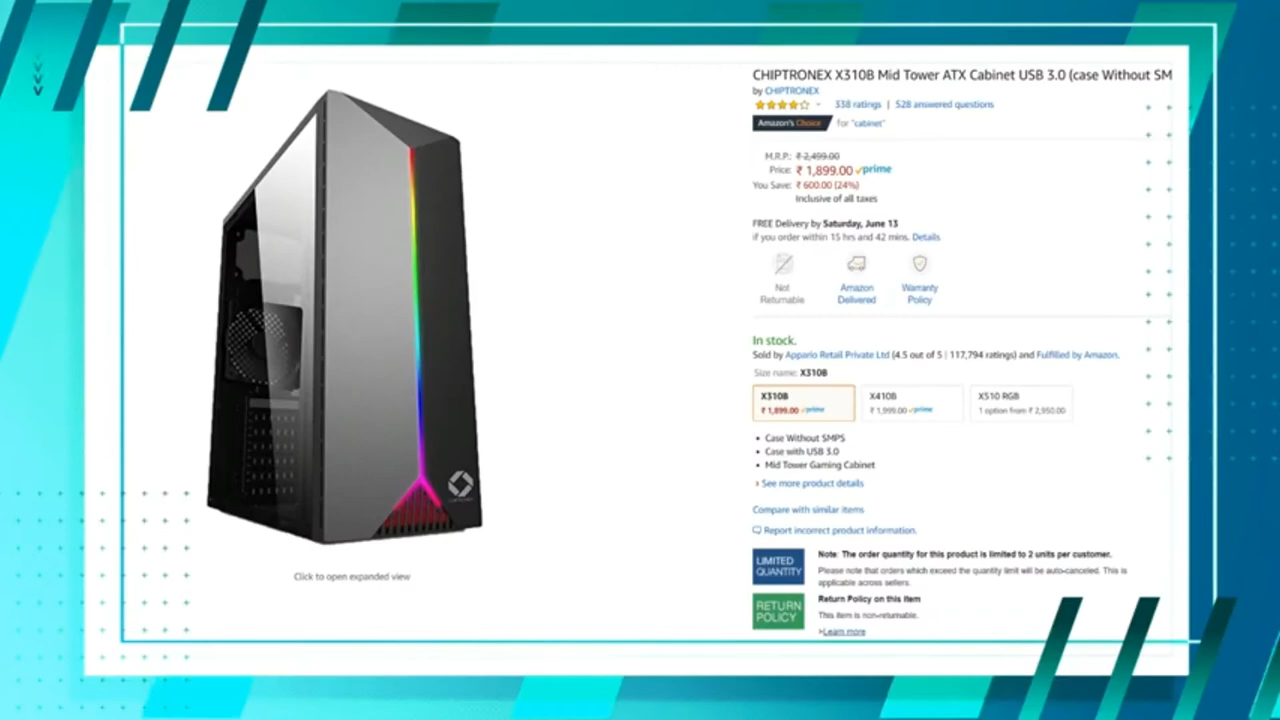 CHIPTRONEX X310B Mid Tower ATX Cabinet USB 3.0 (case Without SM
by CHIPTRONEX
338 ratings | 528 answered questions
Amazon's Choice for "cabinet"
M.R.P.: ₹ 2,499.00
Price: ₹ 1,899.00 prime
You Save: ₹ 600.00 (24%)
Inclusive of all taxes
FREE Delivery by Saturday, June 13
if you order within 15 hrs and 42 mins. Details
Not Returnable
Amazon Delivered
Warranty Policy
In stock.
Sold by Appario Retail Private Ltd (4.5 out of 5 | 117,794 ratings) and Fulfilled by Amazon.
Size name: X310B
X310B
₹ 1,899.00 prime
X410B
₹ 1,999.00 prime
X510 RGB
1 option from ₹ 2,950.00
• Case Without SMPS
• Case with USB 3.0
• Mid Tower Gaming Cabinet
› See more product details
Compare with similar items
Report incorrect product information.
LIMITED QUANTITY
Note: The order quantity for this product is limited to 2 units per customer.
Please note that orders which exceed the quantity limit will be auto-canceled. This is
applicable across sellers.
RETURN POLICY
Return Policy on this Item
This item is non-returnable.
>Learn more
Click to open expanded view